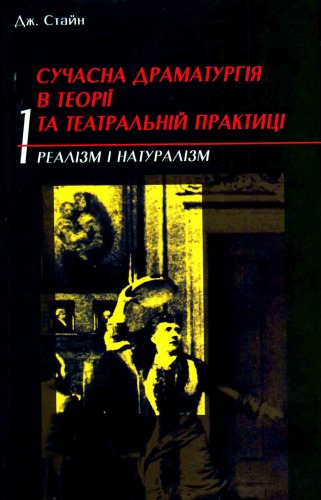 Дж. Стайн
СУЧАСНА ДРАМАТУРГІЯ
В ТЕОРІЇ
ТА ТЕАТРАЛЬНІЙ ПРАКТИЦІ
1
РЕАЛІЗМ І НАТУРАЛІЗМ